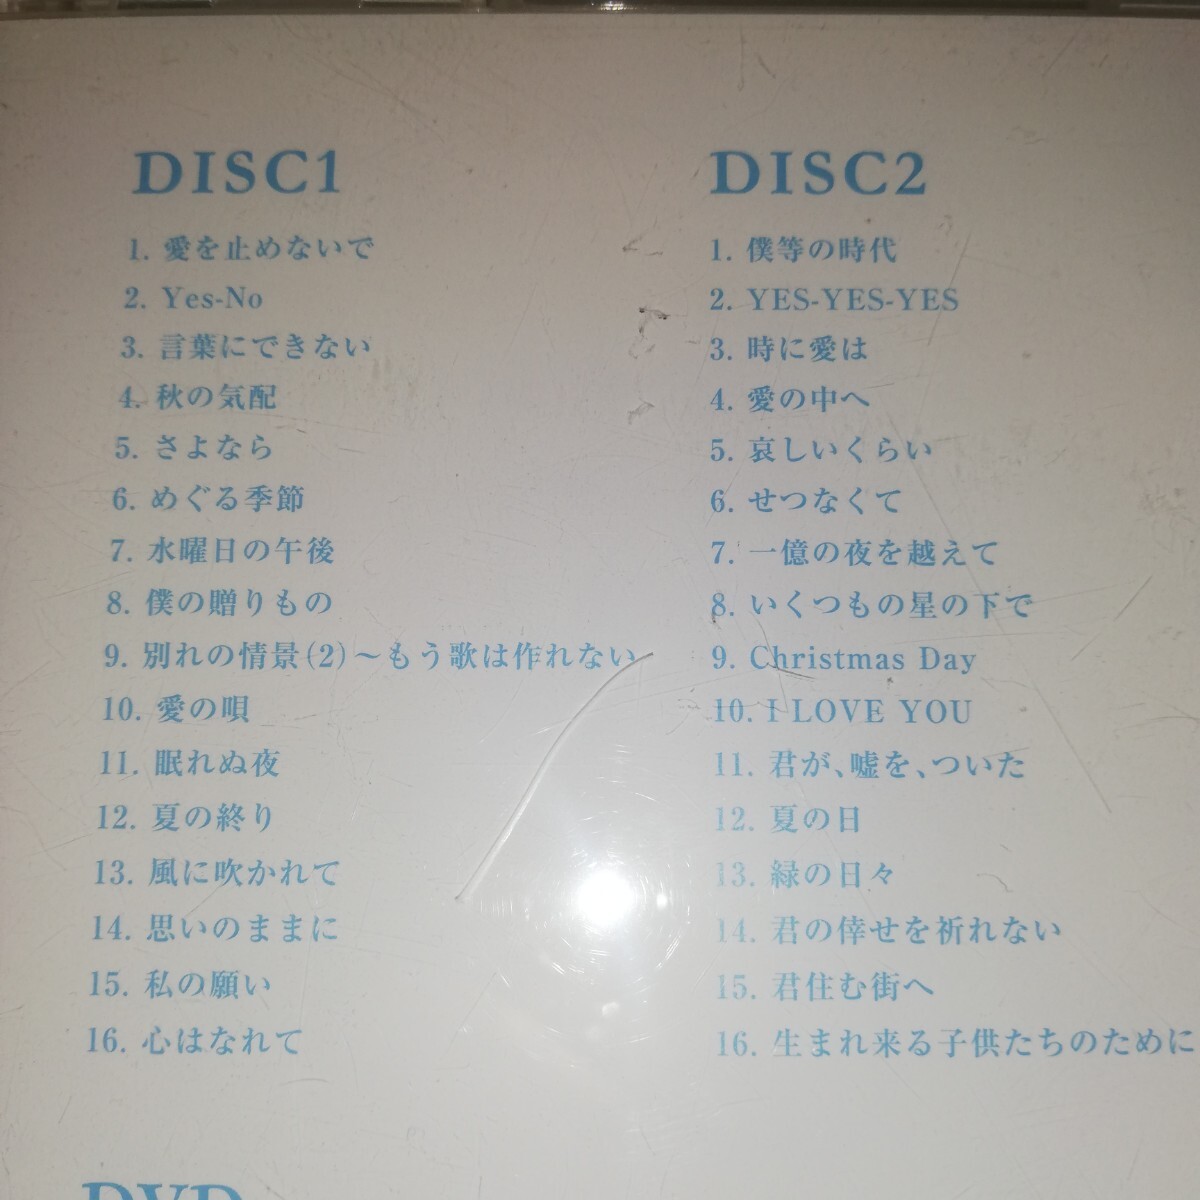 DISC1
1. 愛を止めないで
2. Yes-No
3. 言葉にできない
4. 秋の気配
5. さよなら
6. めぐる季節
7. 水曜日の午後
8. 僕の贈りもの
9. 別れの情景(2)～もう歌は作れない
10. 愛の唄
11. 眠れぬ夜
12. 夏の終り
13. 風に吹かれて
14. 思いのままに
15. 私の願い
16. 心はなれて
DISC2
1. 僕等の時代
2. YES-YES-YES
3. 時に愛は
4. 愛の中へ
5. 哀しいくらい
6. せつなくて
7. 一億の夜を越えて
8. いくつもの星の下で
9. Christmas Day
10. I LOVE YOU
11. 君が、嘘を、ついた
12. 夏の日
13. 緑の日々
14. 君の倖せを祈れない
15. 君住む街へ
16. 生まれ来る子供たちのために
DVD